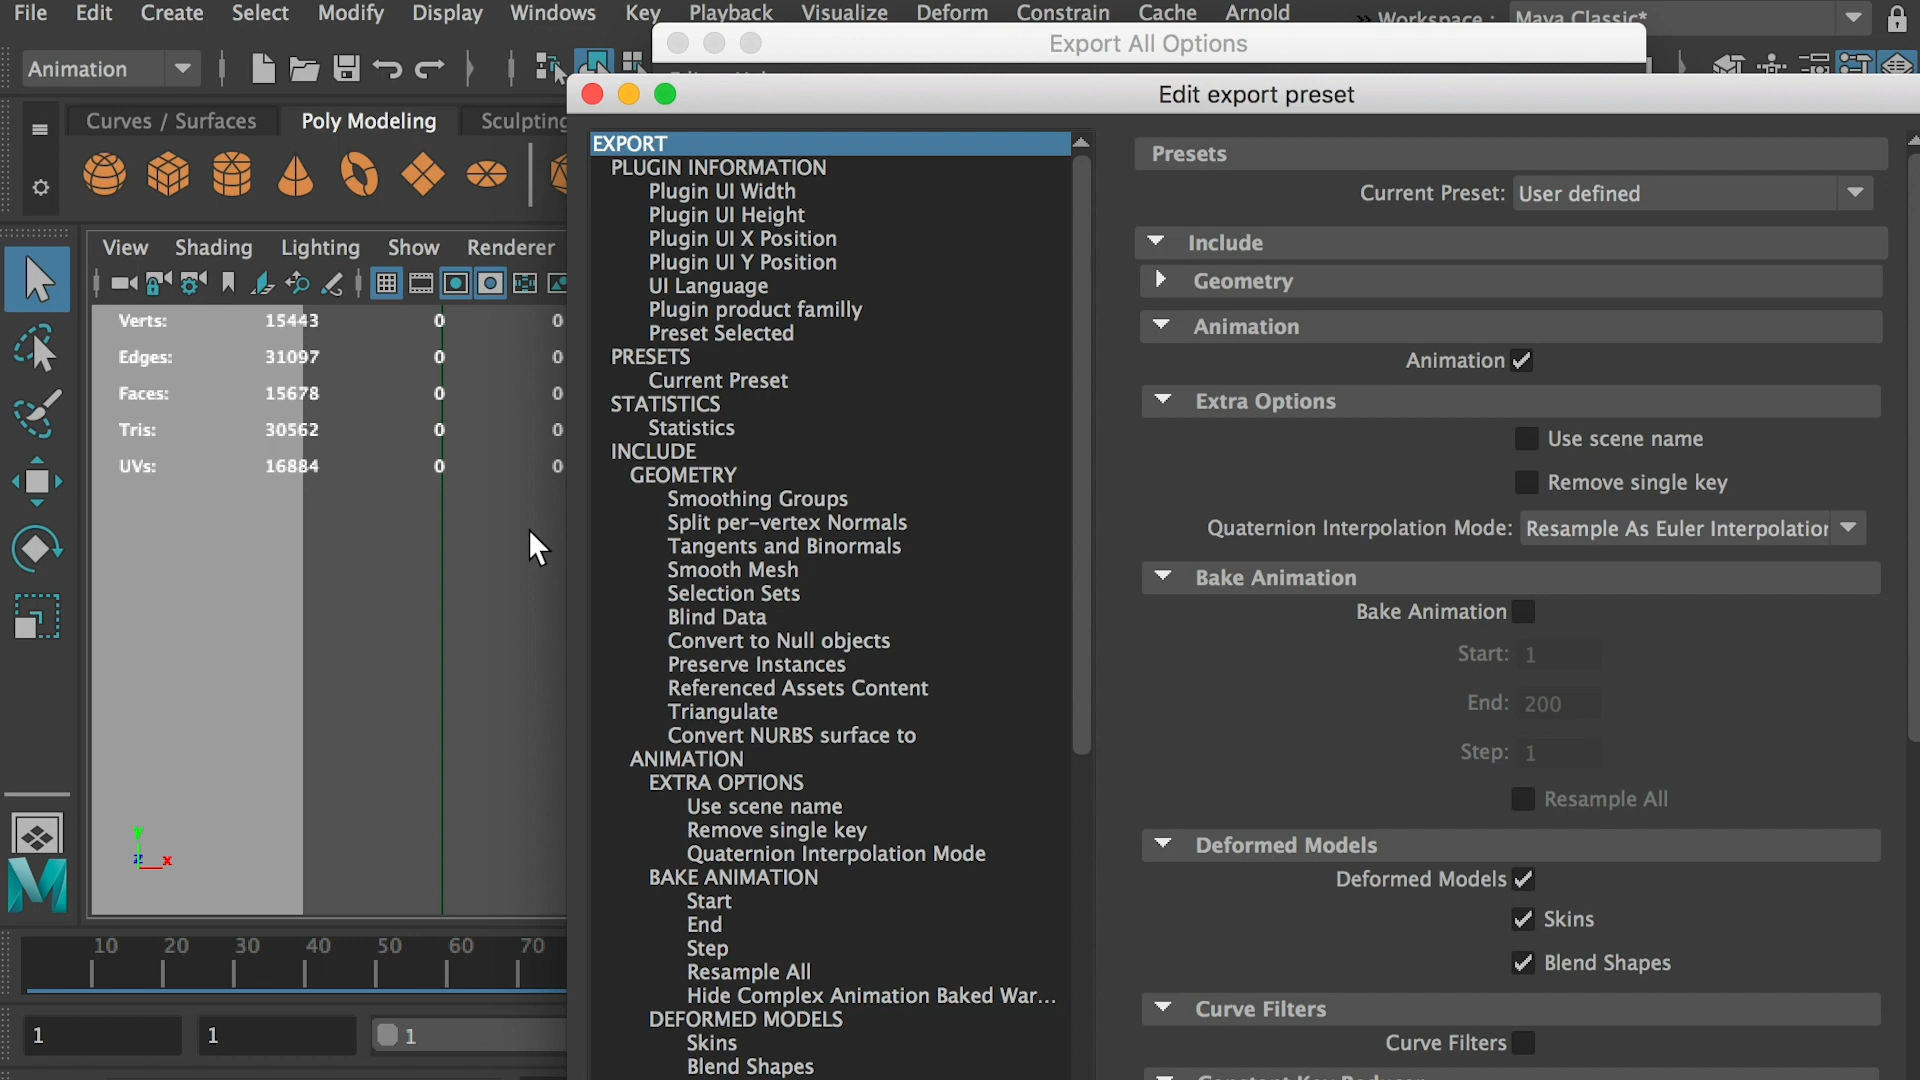 File Edit Create Select Modify Display Windows Key Playback Visualize Deform Constrain Cache Arnold Workspace : Maya Classic*
Export All Options
Animation
Edit export preset
Curves / Surfaces Poly Modeling Sculpting
View Shading Lighting Show Renderer
Verts: 15443 0 0
Edges: 31097 0 0
Faces: 15678 0 0
Tris: 30562 0 0
UVs: 16884 0 0
y
z x
10 20 30 40 50 60 70
1 1 1
EXPORT
PLUGIN INFORMATION
Plugin UI Width
Plugin UI Height
Plugin UI X Position
Plugin UI Y Position
UI Language
Plugin product familly
Preset Selected
PRESETS
Current Preset
STATISTICS
Statistics
INCLUDE
GEOMETRY
Smoothing Groups
Split per-vertex Normals
Tangents and Binormals
Smooth Mesh
Selection Sets
Blind Data
Convert to Null objects
Preserve Instances
Referenced Assets Content
Triangulate
Convert NURBS surface to
ANIMATION
EXTRA OPTIONS
Use scene name
Remove single key
Quaternion Interpolation Mode
BAKE ANIMATION
Start
End
Step
Resample All
Hide Complex Animation Baked War...
DEFORMED MODELS
Skins
Blend Shapes
Presets
Current Preset: User defined
Include
Geometry
Animation
Animation
Extra Options
Use scene name
Remove single key
Quaternion Interpolation Mode: Resample As Euler Interpolation
Bake Animation
Bake Animation
Start: 1
End: 200
Step: 1
Resample All
Deformed Models
Deformed Models
Skins
Blend Shapes
Curve Filters
Curve Filters